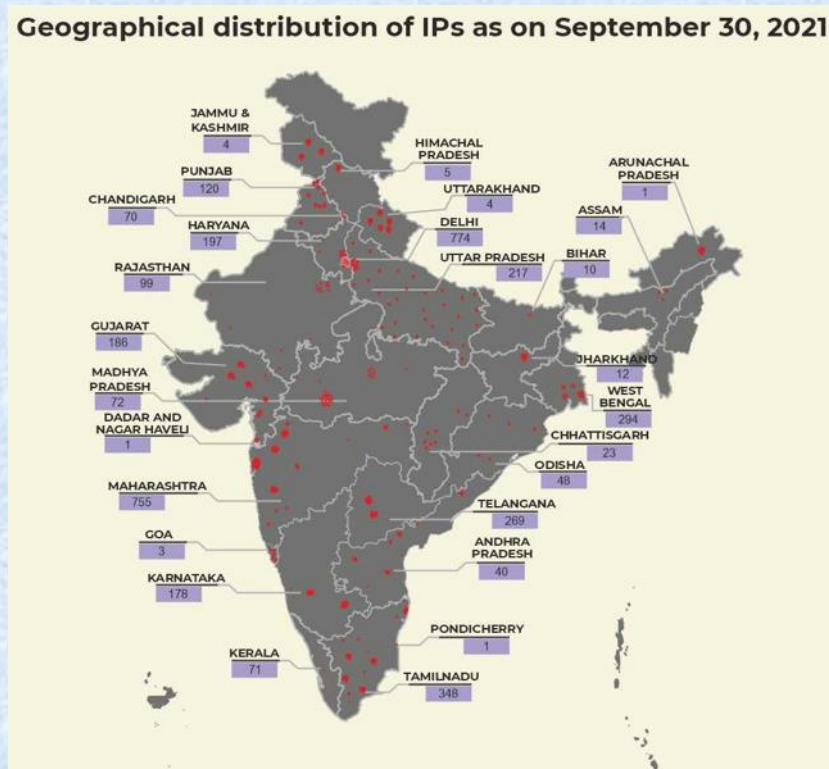 Geographical distribution of IPs as on September 30, 2021
JAMMU &
KASHMIR
4
HIMACHAL
PRADESH
5
ARUNACHAL
PRADESH
1
PUNJAB
120
UTTARAKHAND
4
CHANDIGARH
70
ASSAM
14
DELHI
774
HARYANA
197
UTTAR PRADESH
217
BIHAR
10
RAJASTHAN
99
GUJARAT
186
JHARKHAND
12
MADHYA
PRADESH
72
WEST
BENGAL
294
DADAR AND
NAGAR HAVELI
1
CHHATTISGARH
23
ODISHA
48
MAHARASHTRA
755
TELANGANA
269
GOA
3
ANDHRA
PRADESH
40
KARNATAKA
178
PONDICHERRY
1
KERALA
71
TAMILNADU
348